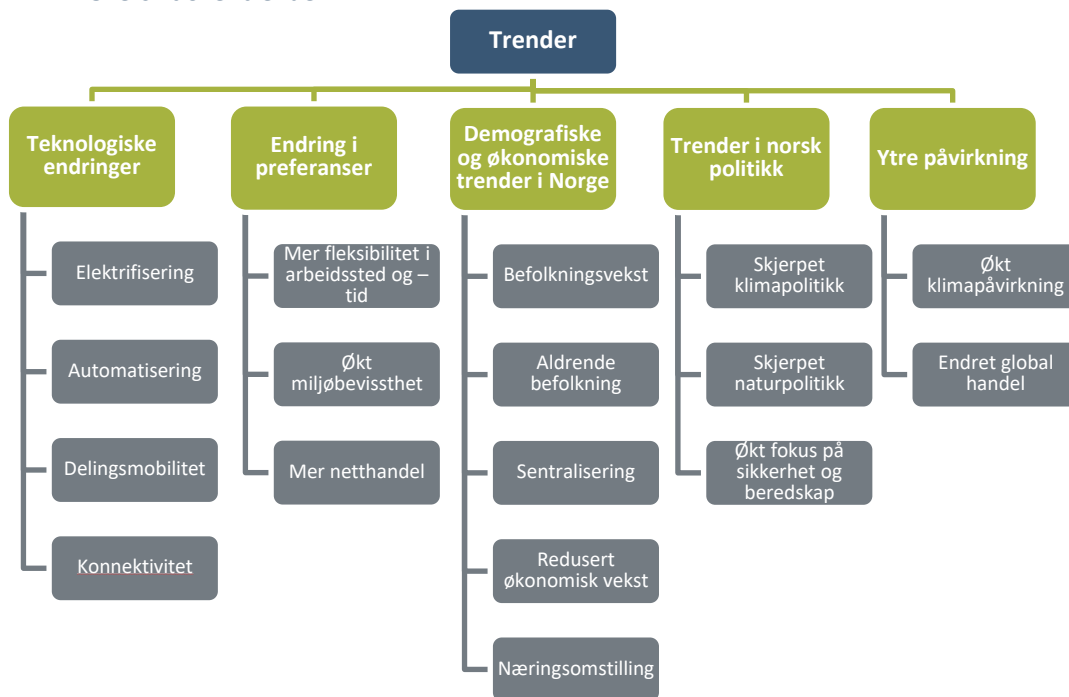 Trender
Teknologiske
endringer
Elektrifisering
Automatisering
Delingsmobilitet
Konnektivitet
Endring i
preferanser
Mer fleksibilitet i
arbeidssted og –
tid
Økt
miljøbevissthet
Mer netthandel
Demografiske
og økonomiske
trender i Norge
Befolkningsvekst
Aldrende
befolkning
Sentralisering
Redusert
økonomisk vekst
Næringsomstilling
Trender i norsk
politikk
Skjerpet
klimapolitikk
Skjerpet
naturpolitikk
Økt fokus på
sikkerhet og
beredskap
Ytre påvirkning
Økt
klimapåvirkning
Endret global
handel